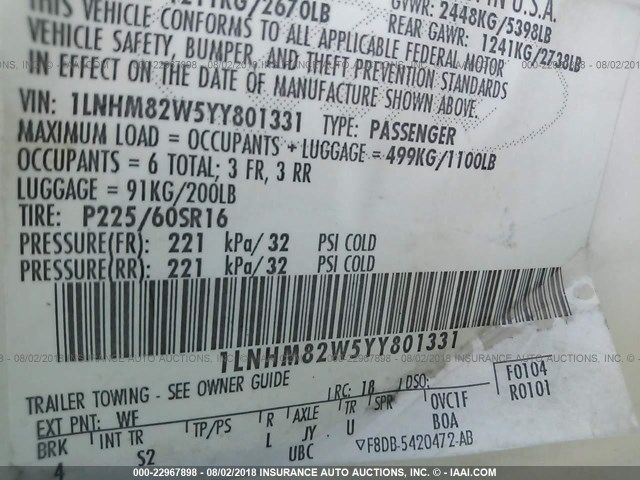 1211KG/2670LB
U.S.A.
GVWR: 2448KG/5398LB
REAR GAWR: 1241KG/2738LB
THIS VEHICLE CONFORMS TO ALL APPLICABLE FEDERAL MOTOR
VEHICLE SAFETY, BUMPER, AND THEFT PREVENTION STANDARDS
IN EFFECT ON THE DATE OF MANUFACTURE SHOWN ABOVE.
VIN: 1LNHM82W5YY801331 TYPE: PASSENGER
MAXIMUM LOAD = OCCUPANTS + LUGGAGE = 499KG/1100LB
OCCUPANTS = 6 TOTAL; 3 FR, 3 RR
LUGGAGE = 91KG/200LB
TIRE: P225/60SR16
PRESSURE(FR): 221 kPa/ 32 PSI COLD
PRESSURE(RR): 221 kPa/ 32 PSI COLD
1LNHM82W5YY801331
TRAILER TOWING - SEE OWNER GUIDE
RC: 18 DSO: F0104
EXT PNT: WF OVC1F R0101
BRK INT TR TP/PS R AXLE TR SPR BOA
4 S2 L JY U
UBC F8DB-5420472-AB
000-22967898 - 08/02/2018 INSURANCE AUTO AUCTIONS INC. - IAAI.COM